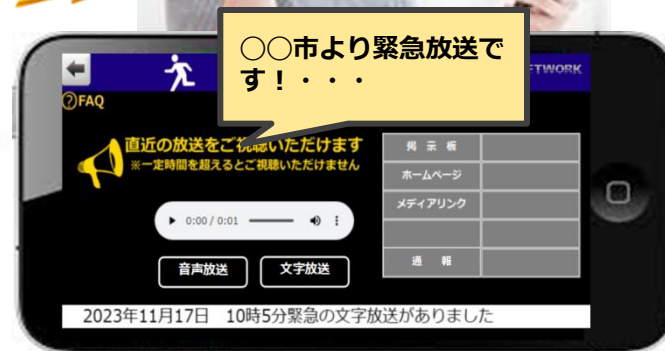 ○○市より緊急放送で
す！・・・
TWORK
?FAQ
直近の放送をご視聴いただけます
※一定時間を超えるとご視聴いただけません
掲 示 板
ホームページ
メディアリンク
通 報
0:00 / 0:01
音声放送
文字放送
2023年11月17日 10時5分緊急の文字放送がありました